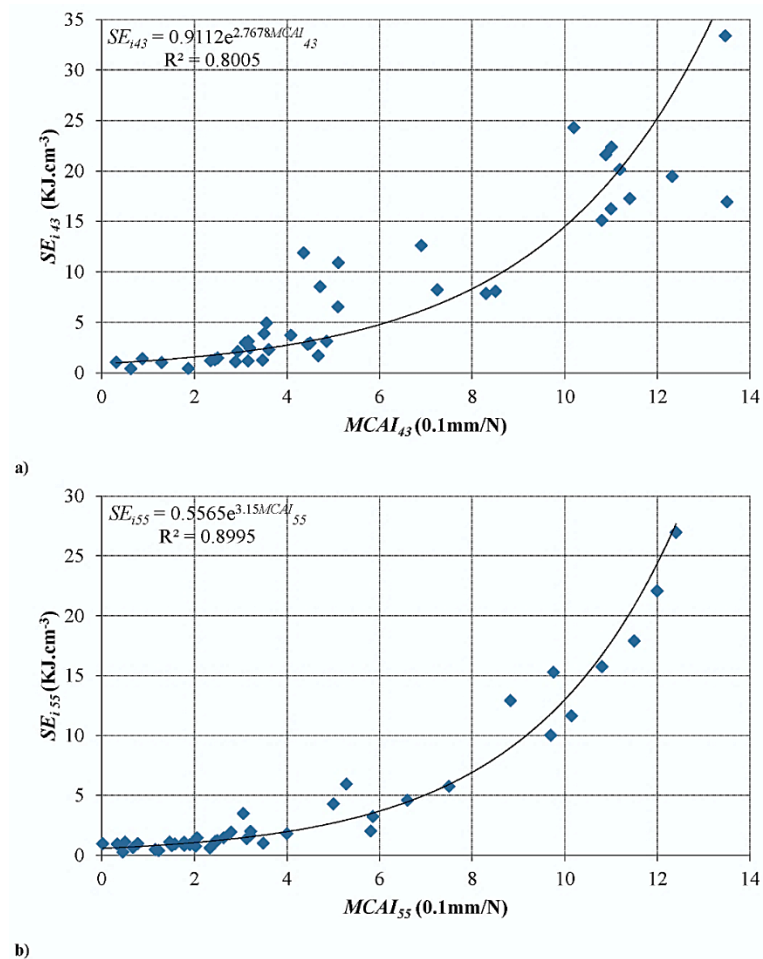 SEi43 = 0.9112e2.7678MCAI43
R² = 0.8005
35
30
25
20
15
10
5
0
SEi 43 (KJ.cm-3)
0 2 4 6 8 10 12 14
MCAI43 (0.1mm/N)
a)
SEi55 = 0.5565e3.15MCAI55
R² = 0.8995
30
25
20
15
10
5
0
SEi 55 (KJ.cm-3)
0 2 4 6 8 10 12 14
MCAI55 (0.1mm/N)
b)